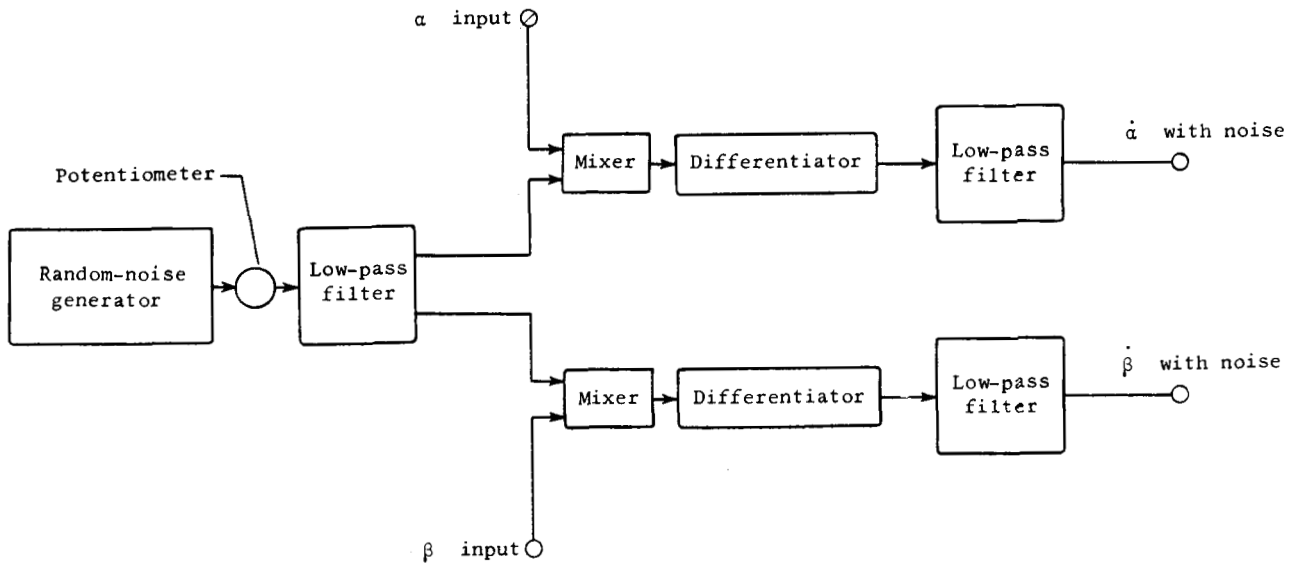 α input
Mixer
Differentiator
Low-pass
filter
α̇ with noise
Potentiometer
Random-noise
generator
Low-pass
filter
Mixer
Differentiator
Low-pass
filter
β̇ with noise
β input